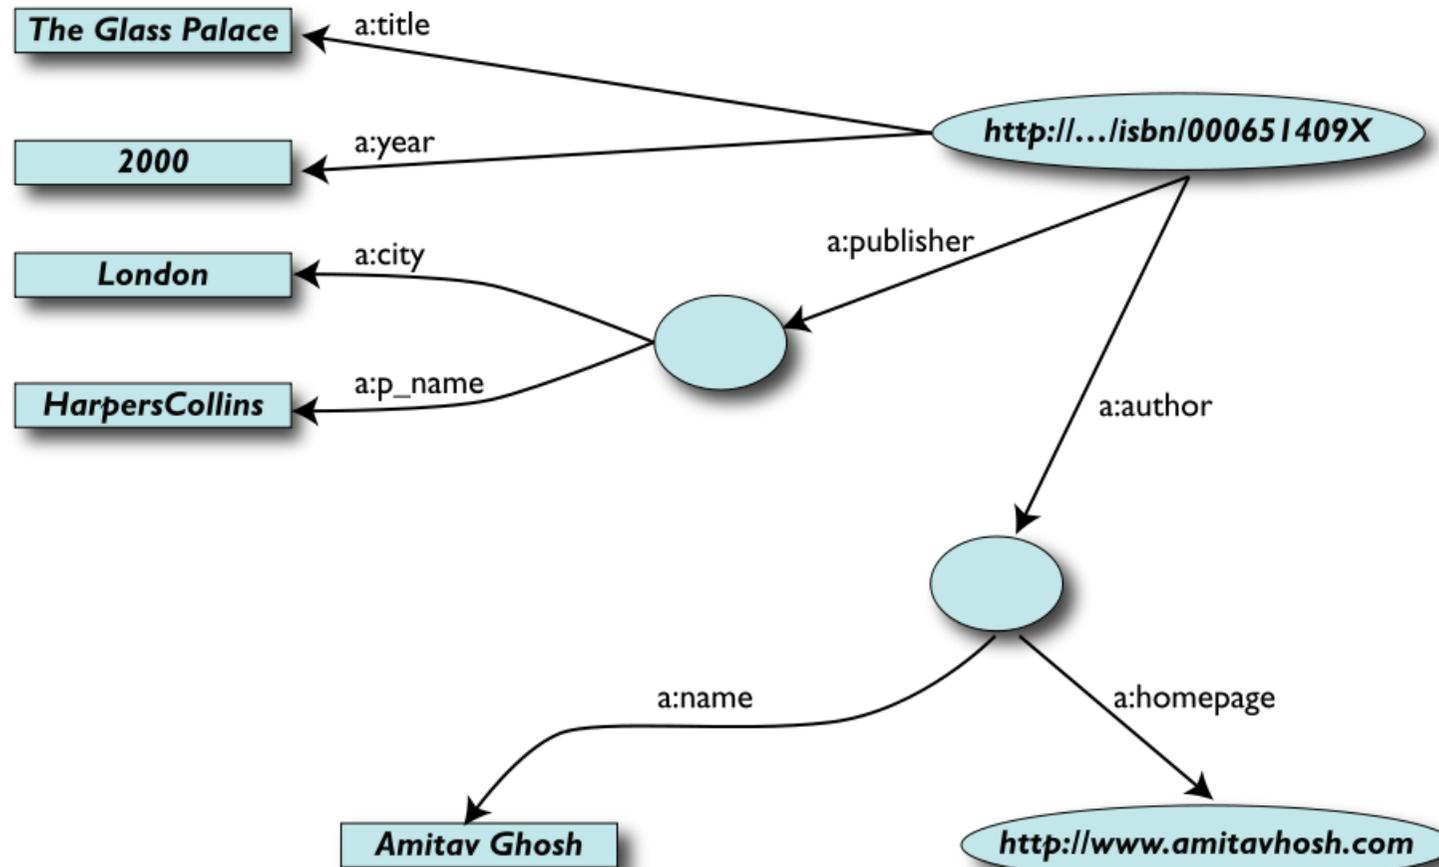 The Glass Palace
a:title
http://.../isbn/000651409X
a:year
2000
a:publisher
a:city
London
a:p_name
HarpersCollins
a:author
a:name
a:homepage
Amitav Ghosh
http://www.amitavhosh.com